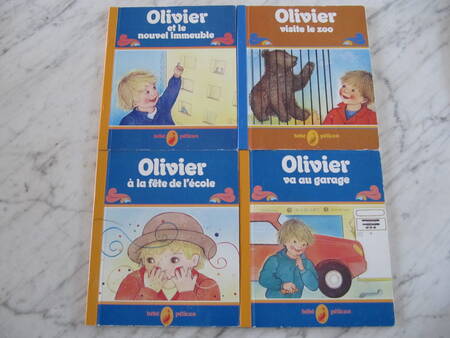 Olivier
et le
nouvel immeuble
bébé pélican
Olivier
visite le zoo
bébé pélican
Olivier
à la fête de l'école
bébé pélican
Olivier
va au garage
bébé pélican